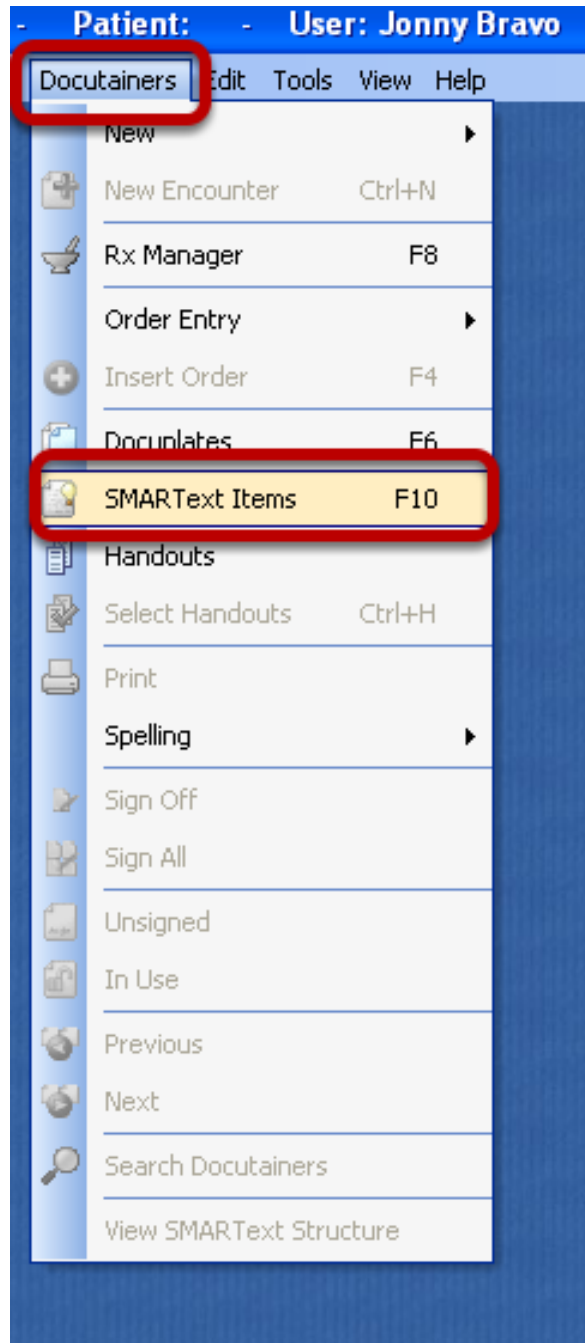 - Patient: - User: Jonny Bravo
Docutainers Edit Tools View Help
New
New Encounter Ctrl+N
Rx Manager F8
Order Entry
Insert Order F4
Docuplates F6
SMARText Items F10
Handouts
Select Handouts Ctrl+H
Print
Spelling
Sign Off
Sign All
Unsigned
In Use
Previous
Next
Search Docutainers
View SMARText Structure